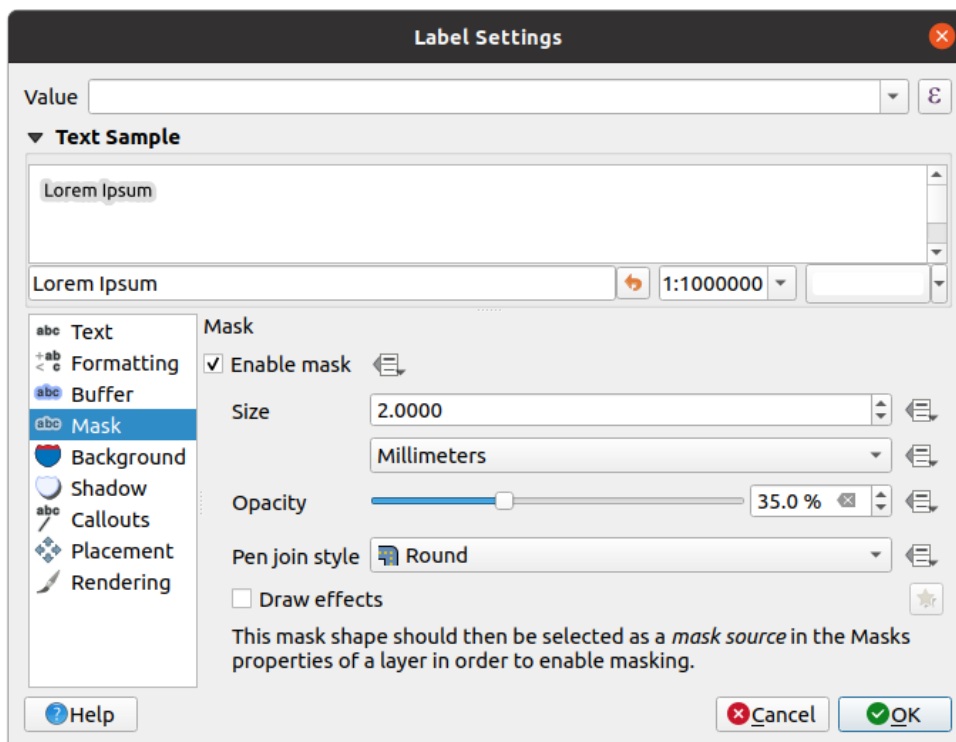 Label Settings
Value ε
Text Sample
Lorem Ipsum
Lorem Ipsum 1:1000000
abc Text
+ab < c Formatting
abc Buffer
abc Mask
Background
Shadow
abc Callouts
Placement
Rendering
Mask
Enable mask
Size 2.0000
Millimeters
Opacity 35.0 %
Pen join style Round
Draw effects
This mask shape should then be selected as a mask source in the Masks
properties of a layer in order to enable masking.
?Help Cancel OK